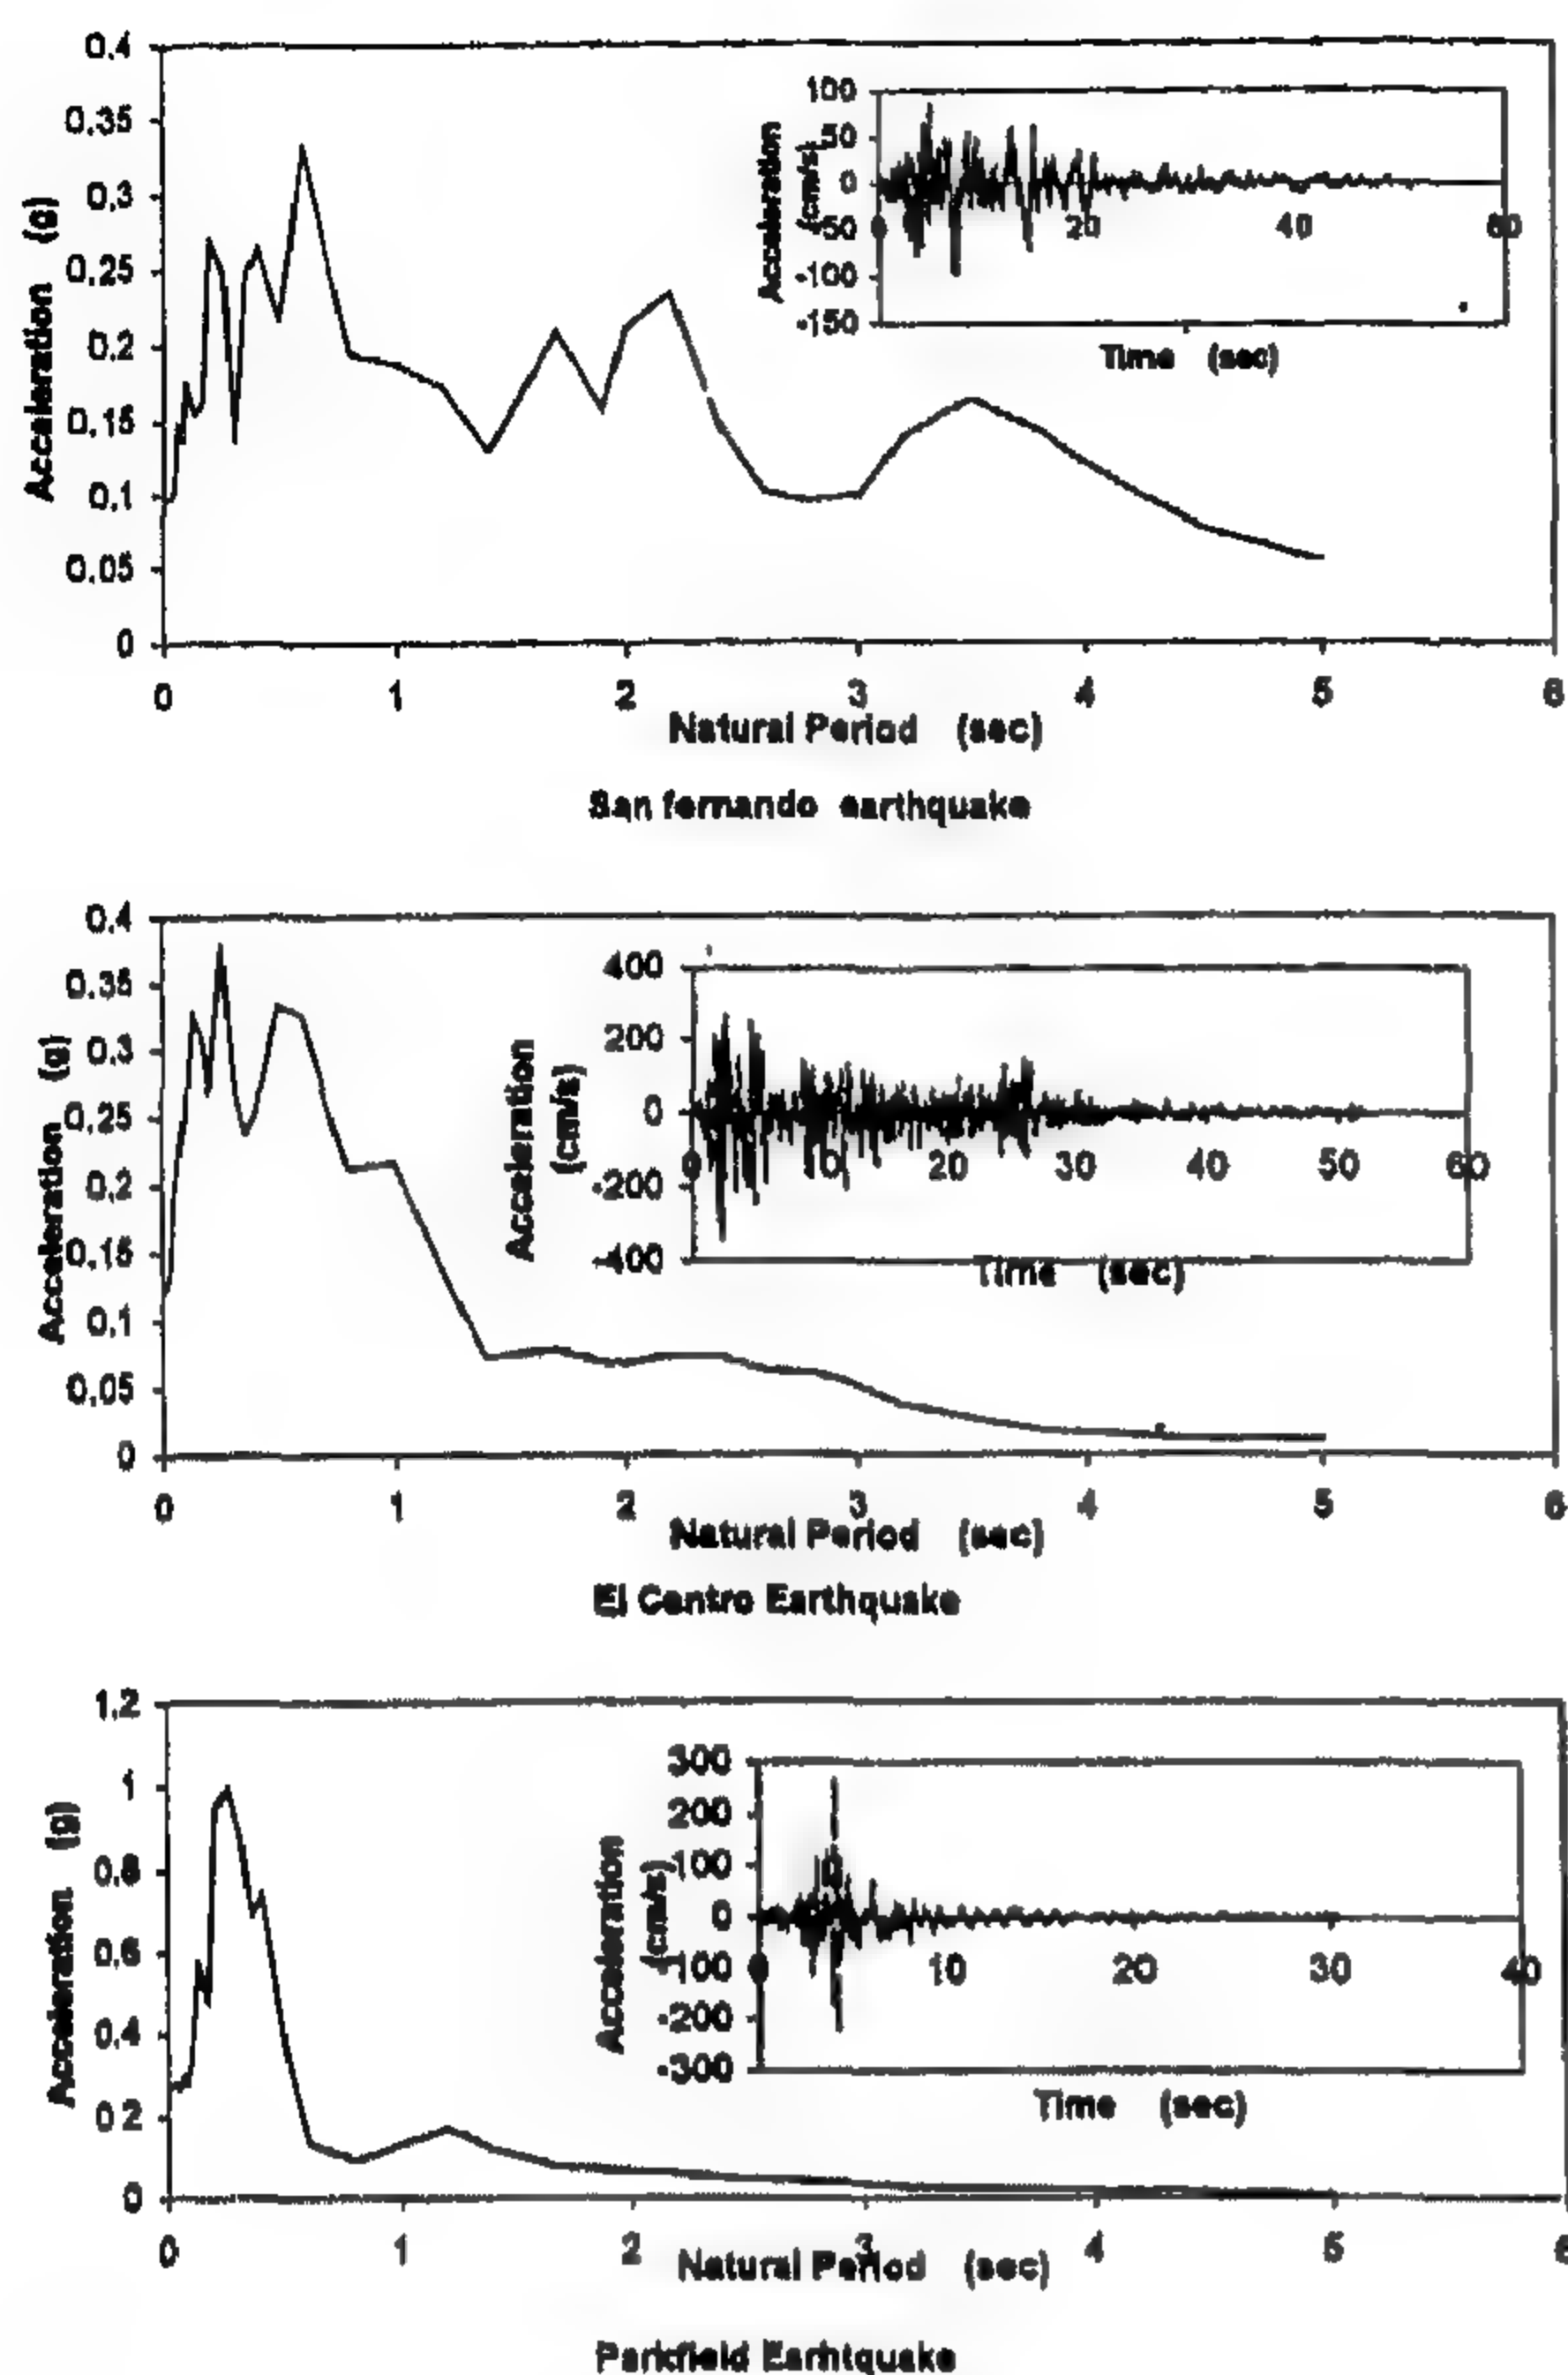 0.4
0.35
0.3
0.25
0.2
0.15
0.1
0.05
0
Acceleration (g)
0 1 2 3 4 5 6
Natural Period (sec)
100
50
0
-50
-100
-150
Acceleration
(cm/s)
0 20 40 60
Time (sec)
San fernando earthquake
0.4
0.35
0.3
0.25
0.2
0.15
0.1
0.05
0
Acceleration (g)
0 1 2 3 4 5 6
Natural Period (sec)
400
200
0
-200
-400
Acceleration
(cm/s)
0 20 30 40 50 60
Time (sec)
El Centro Earthquake
1.2
1
0.8
0.6
0.4
0.2
0
Acceleration (g)
0 1 2 3 4 5 6
Natural Period (sec)
300
200
100
0
-100
-200
-300
Acceleration
(cm/s)
0 10 20 30 40
Time (sec)
Parkfield Earhtquake